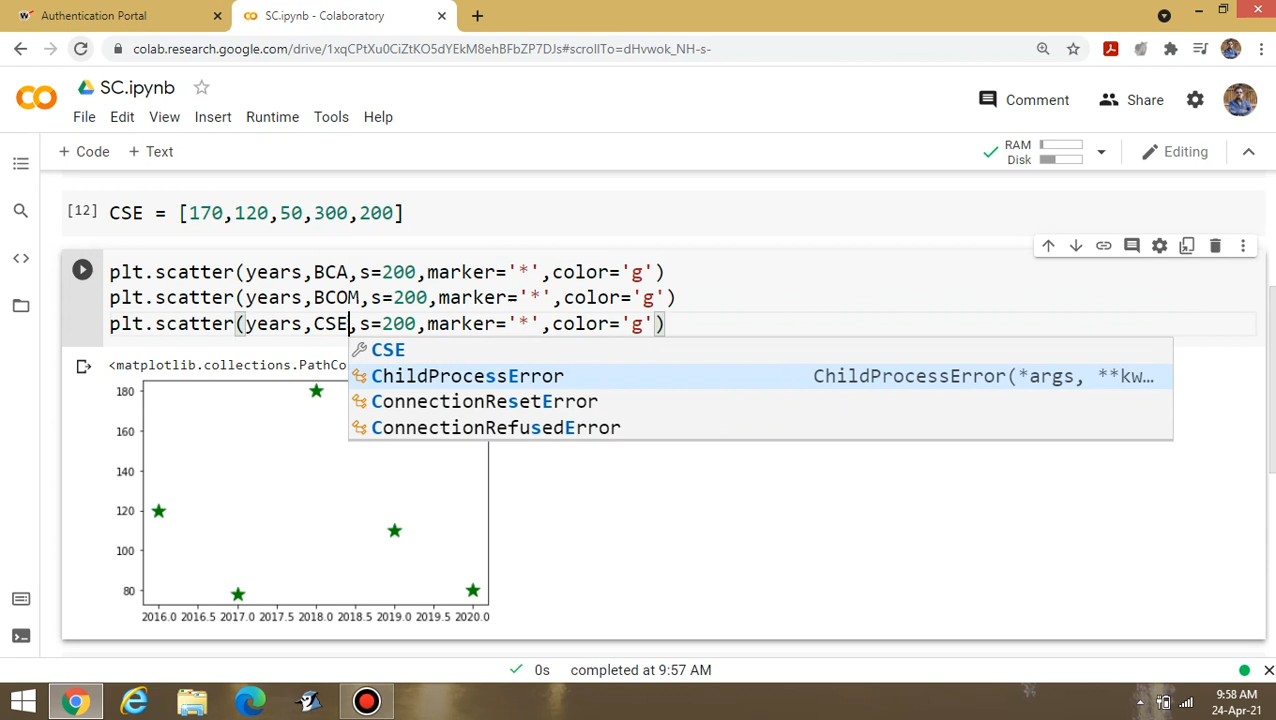 Authentication Portal
SC.ipynb - Colaboratory
colab.research.google.com/drive/1xqCPtXu0CiZtKO5dYEkM8ehBFbZP7DJs#scrollTo=dHvwok_NH-s-
SC.ipynb
Comment
Share
File Edit View Insert Runtime Tools Help
+ Code + Text
RAM
Disk
Editing
[12] CSE = [170,120,50,300,200]
plt.scatter(years,BCA,s=200,marker='*',color='g')
plt.scatter(years,BCOM,s=200,marker='*',color='g')
plt.scatter(years,CSE,s=200,marker='*',color='g')
CSE
ChildProcessError ChildProcessError(*args, **kw…
ConnectionResetError
ConnectionRefusedError
<matplotlib.collections.PathCo
180
160
140
120
100
80
2016.0 2016.5 2017.0 2017.5 2018.0 2018.5 2019.0 2019.5 2020.0
0s completed at 9:57 AM
9:58 AM
24-Apr-21